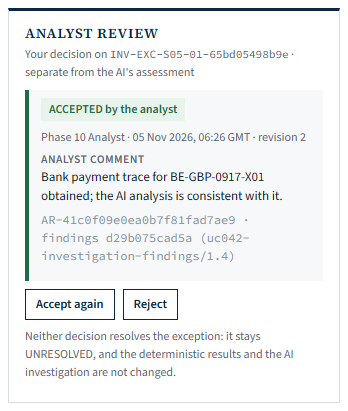 ANALYST REVIEW
Your decision on INV-EXC-S05-01-65bd05498b9e ·
separate from the AI's assessment
ACCEPTED by the analyst
Phase 10 Analyst · 05 Nov 2026, 06:26 GMT · revision 2
ANALYST COMMENT
Bank payment trace for BE-GBP-0917-X01
obtained; the AI analysis is consistent with it.
AR-41c0f09e0ea0b7f81fad7ae9 ·
findings d29b075cad5a (uc042-
investigation-findings/1.4)
Accept again Reject
Neither decision resolves the exception: it stays
UNRESOLVED, and the deterministic results and the AI
investigation are not changed.